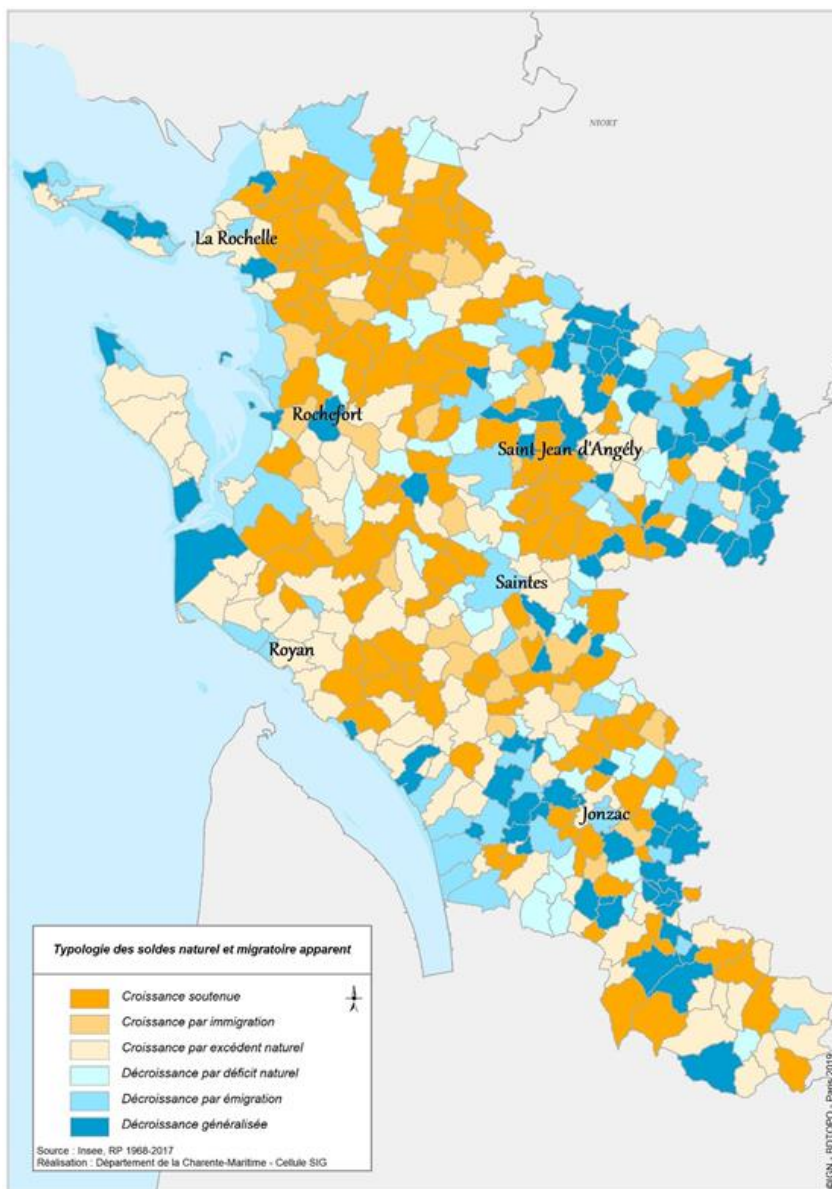 NIORT
La Rochelle
Rochefort
Saint-Jean-d'Angély
Saintes
Royan
Jonzac
Typologie des soldes naturel et migratoire apparent
Croissance soutenue
Croissance par immigration
Croissance par excédent naturel
Décroissance par déficit naturel
Décroissance par émigration
Décroissance généralisée
Source : Insee, RP 1968-2017
Réalisation : Département de la Charente-Maritime - Cellule SIG
©IGN - BDTOPO - Paris 2019